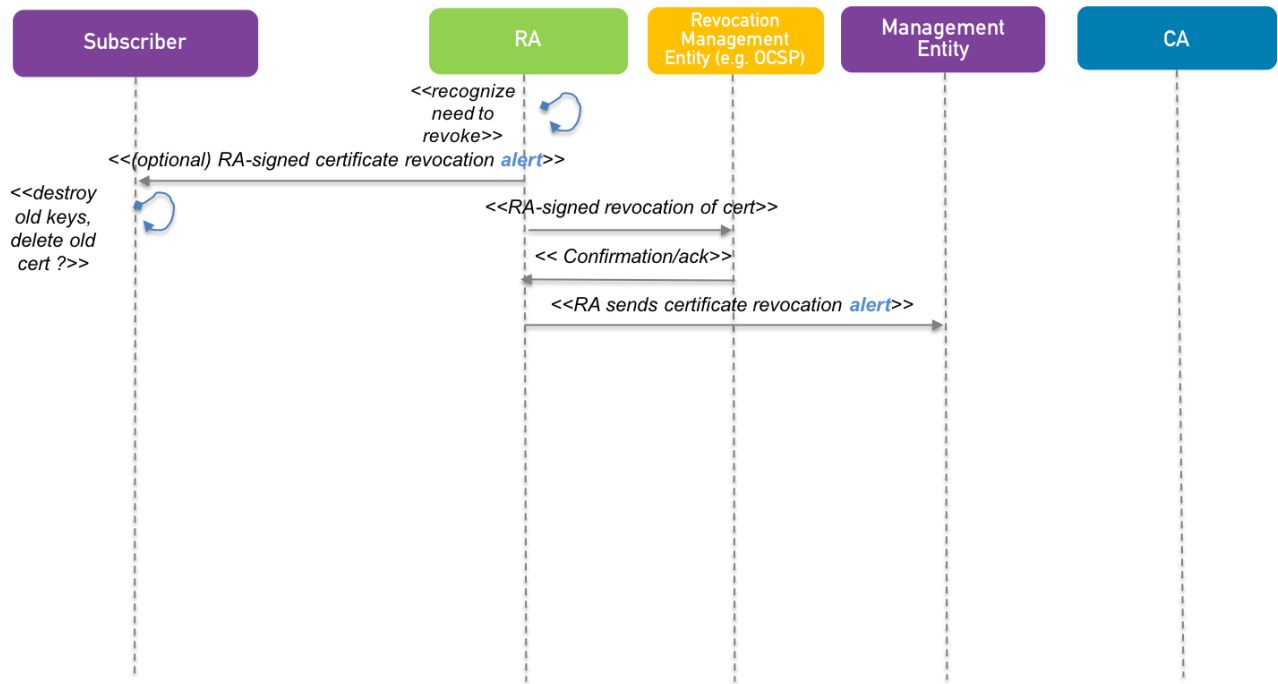 Subscriber
RA
Revocation
Management
Entity (e.g. OCSP)
Management
Entity
CA
<<recognize
need to
revoke>>
<<(optional) RA-signed certificate revocation alert>>
<<destroy
old keys,
delete old
cert ?>>
<<RA-signed revocation of cert>>
<< Confirmation/ack>>
<<RA sends certificate revocation alert>>